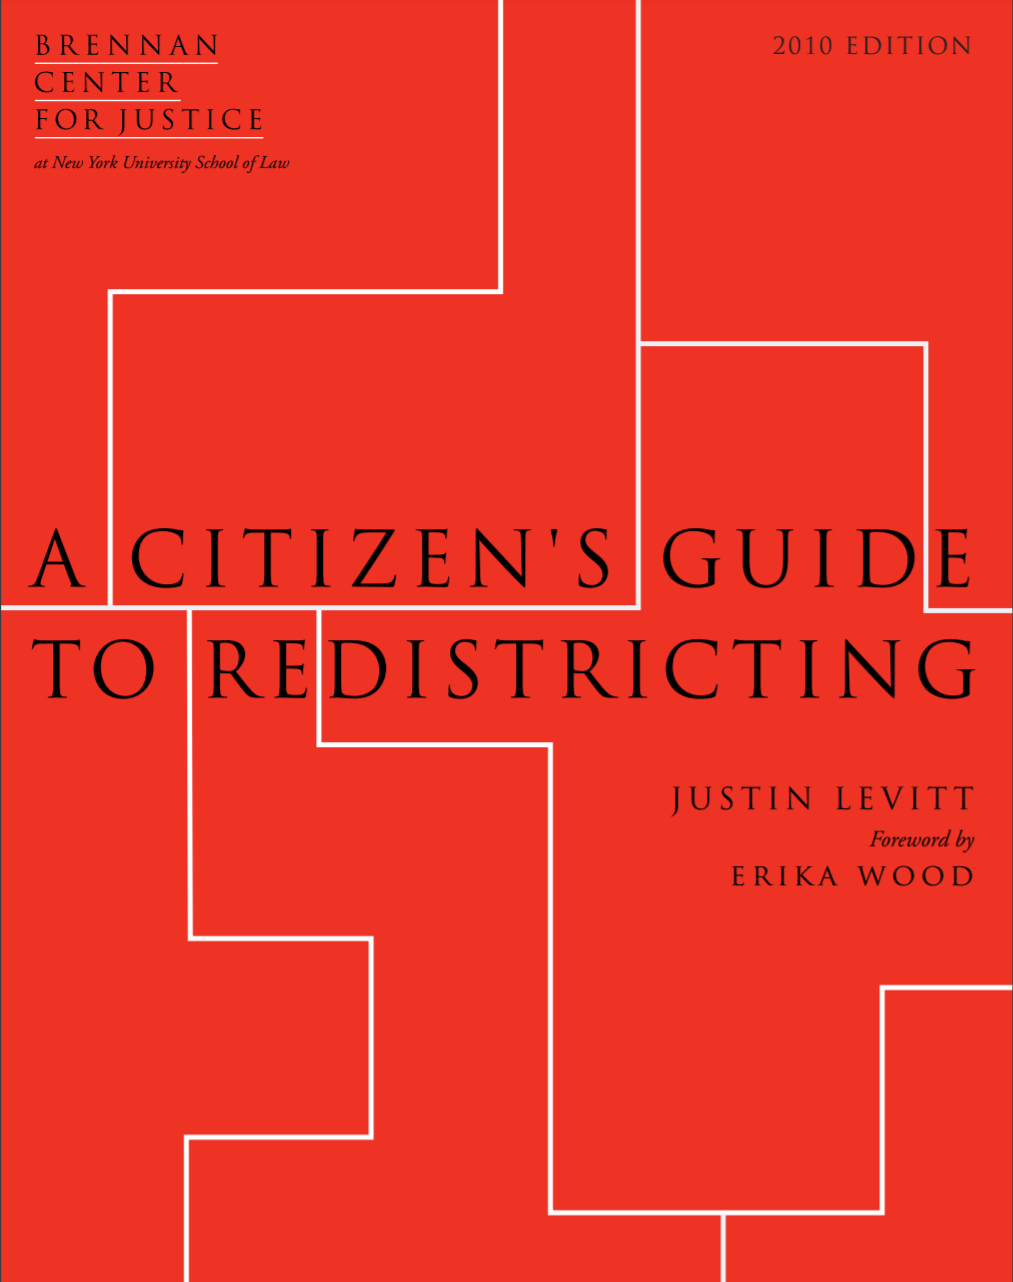 BRENNAN
CENTER
FOR JUSTICE
at New York University School of Law
2010 EDITION
A CITIZEN'S GUIDE
TO REDISTRICTING
JUSTIN LEVITT
Foreword by
ERIKA WOOD